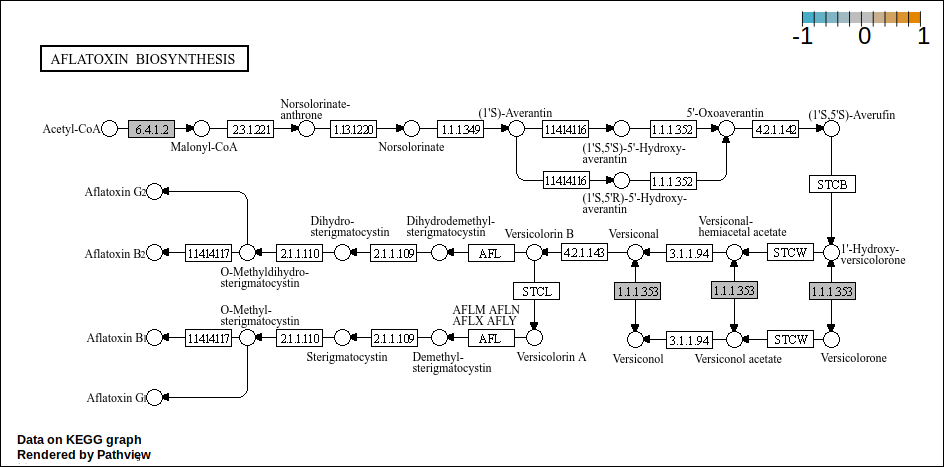 -1 0 1
AFLATOXIN BIOSYNTHESIS
Norsolorinate-
anthrone
(1'S)-Averantin
5'-Oxoaverantin
(1'S,5'S)-Averufin
Acetyl-CoA
6.4.1.2
2.3.1.221
1.13.12.20
1.1.1.349
1.14.14.116
1.1.1.352
4.2.1.142
Malonyl-CoA
Norsolorinate
(1'S,5'S)-5'-Hydroxy-
averantin
1.14.14.116
1.1.1.352
STCB
(1'S,5'R)-5'-Hydroxy-
averantin
Aflatoxin G2
Dihydro-
sterigmatocystin
Dihydrodemethyl-
sterigmatocystin
Versicolorin B
Versiconal
Versiconal-
hemiacetal acetate
1'-Hydroxy-
versicolorone
Aflatoxin B2
1.14.14.117
2.1.1.110
2.1.1.109
AFL
4.2.1.143
3.1.1.94
STCW
O-Methyldihydro-
sterigmatocystin
STCL
1.1.1.353
1.1.1.353
1.1.1.353
O-Methyl-
sterigmatocystin
AFLM AFLN
AFLX AFLY
Aflatoxin B1
1.14.14.117
2.1.1.110
2.1.1.109
AFL
3.1.1.94
STCW
Sterigmatocystin
Demethyl-
sterigmatocystin
Versicolorin A
Versiconol
Versiconol acetate
Versicolorone
Aflatoxin G1
Data on KEGG graph
Rendered by Pathview